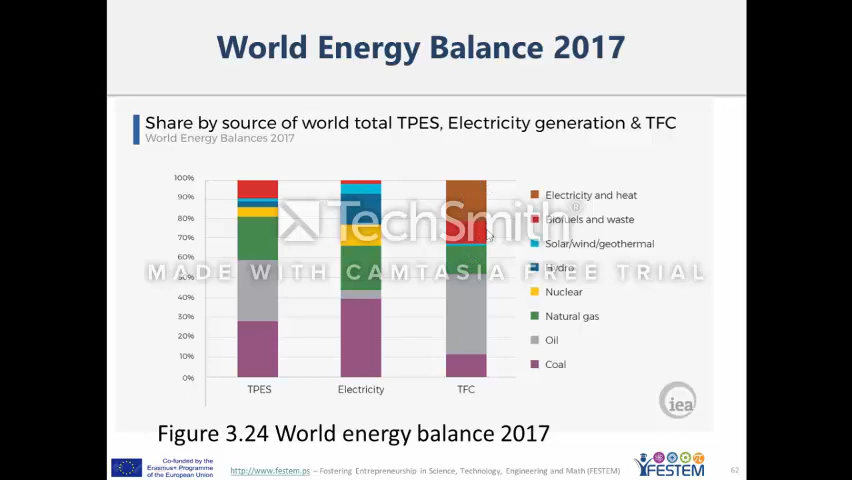 World Energy Balance 2017
Share by source of world total TPES, Electricity generation & TFC
World Energy Balances 2017
100%
90%
80%
70%
60%
50%
40%
30%
20%
10%
0%
TPES
Electricity
TFC
Electricity and heat
Biofuels and waste
Solar/wind/geothermal
Hydro
Nuclear
Natural gas
Oil
Coal
TechSmith®
MADE WITH CAMTASIA FREE TRIAL
iea
Figure 3.24 World energy balance 2017
Co-funded by the
Erasmus+ Programme
of the European Union
http://www.festem.ps – Fostering Entrepreneurship in Science, Technology, Engineering and Math (FESTEM)
FESTEM
62